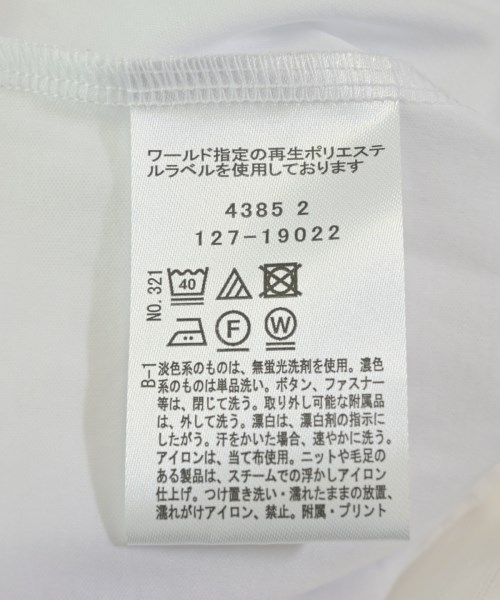 ワールド指定の再生ポリエステ
ルラベルを使用しております
4385 2
127-19022
NO.321
40
F
W
B-1
淡色系のものは、無蛍光洗剤を使用。濃色
系のものは単品洗い。ボタン、ファスナー
等は、閉じて洗う。取り外し可能な附属品
は、外して洗う。漂白は、漂白剤の指示に
したがう。汗をかいた場合、速やかに洗う。
アイロンは、当て布使用。ニットや毛足の
ある製品は、スチームでの浮かしアイロン
仕上げ。つけ置き洗い・濡れたままの放置、
濡れがけアイロン、禁止。附属・プリント